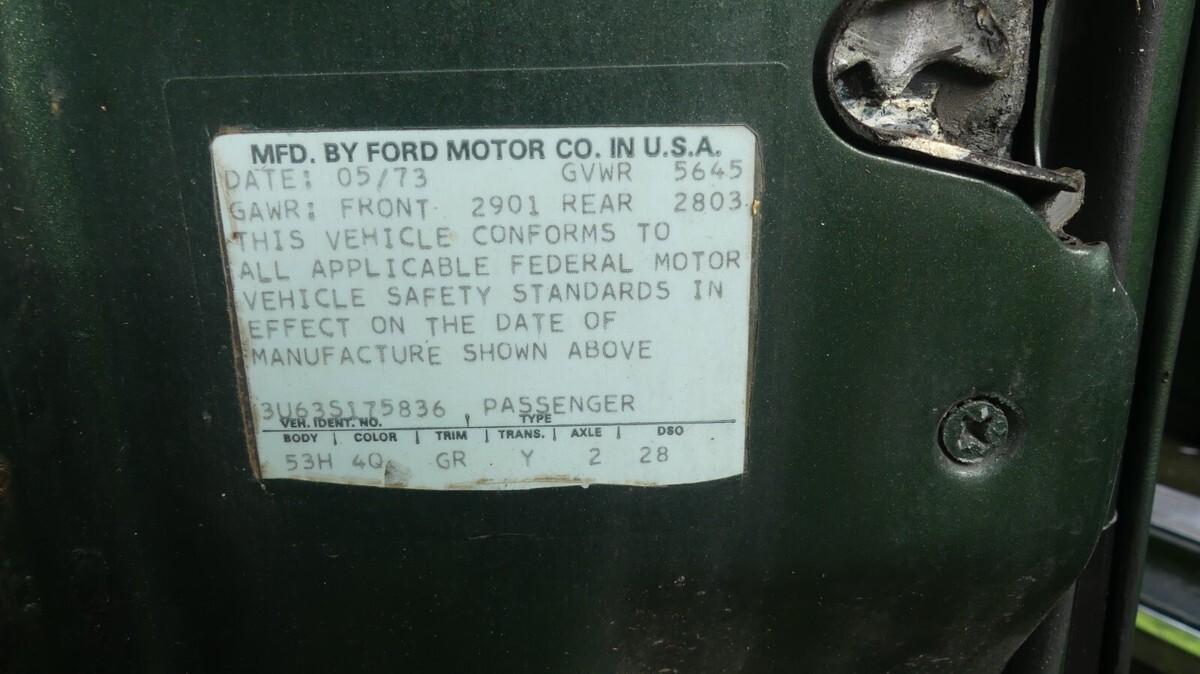 MFD. BY FORD MOTOR CO. IN U.S.A.
DATE: 05/73 GVWR 5645
GAWR: FRONT 2901 REAR 2803
THIS VEHICLE CONFORMS TO
ALL APPLICABLE FEDERAL MOTOR
VEHICLE SAFETY STANDARDS IN
EFFECT ON THE DATE OF
MANUFACTURE SHOWN ABOVE
3U63S175836 PASSENGER
VEH. IDENT. NO. TYPE
BODY | COLOR | TRIM | TRANS. | AXLE | DSO
53H 4Q GR Y 2 28